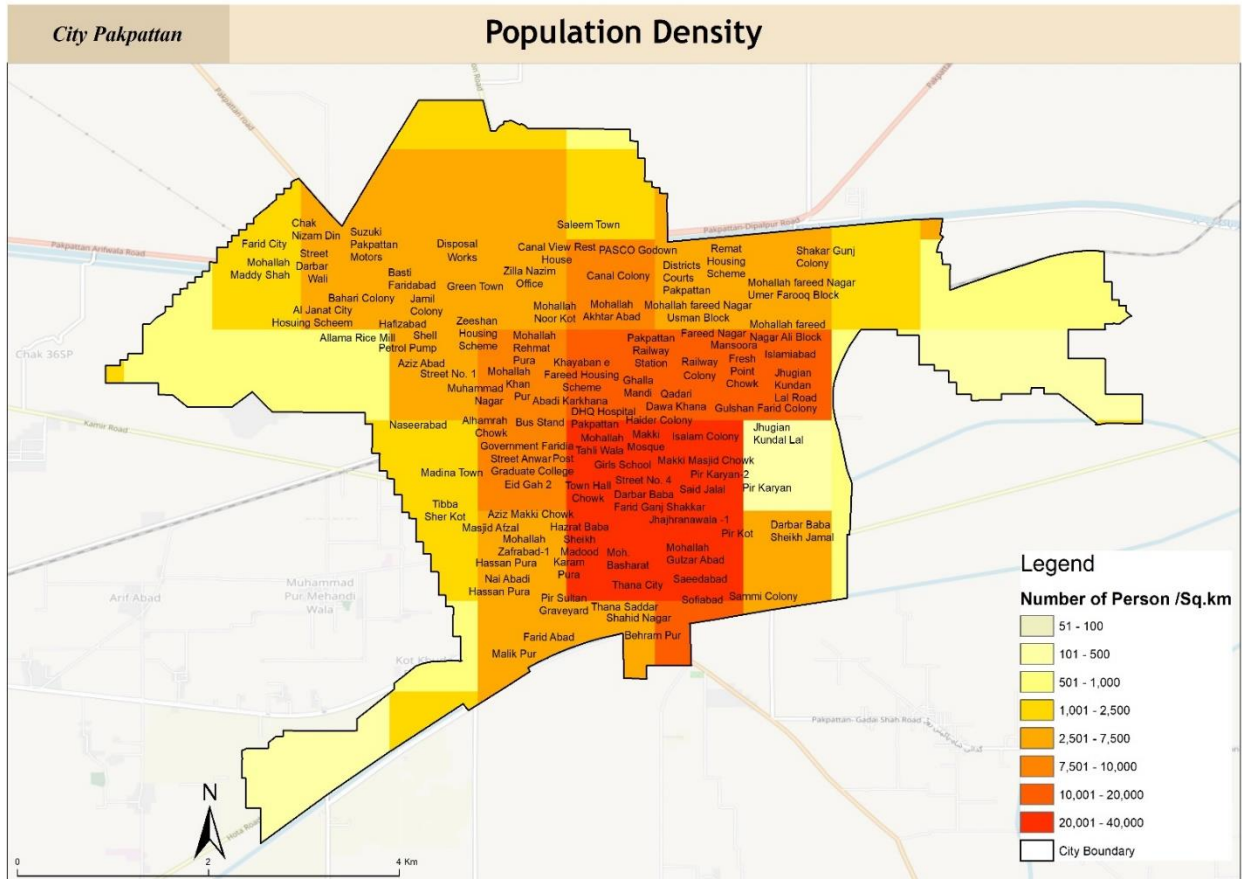 City Pakpattan
Population Density
Pakpattan road
Pakpattan-Dipalpur Road
Pakpattan Arifwala Road
Saleem Town
Chak
Nizam Din
Suzuki
Pakpattan
Motors
Farid City
Mohallah
Maddy Shah
Street
Darbar
Wali
Disposal
Works
Canal View Rest
House
PASCO Godown
Remat
Housing
Scheme
Shakar Gunj
Colony
Basti
Faridabad
Green Town
Zilla Nazim
Office
Canal Colony
Districts
Courts
Pakpattan
Mohallah fareed Nagar
Umer Farooq Block
Bahari Colony
Jamil
Colony
Al Janat City
Hosuing Scheem
Mohallah
Noor Kot
Mohallah
Akhtar Abad
Mohallah fareed Nagar
Usman Block
Hafizabad
Shell
Petrol Pump
Allama Rice Mill
Zeeshan
Housing
Scheme
Mohallah
Rehmat
Pura
Pakpattan
Railway
Station
Fareed Nagar
Mansoora
Mohallah fareed
Nagar Ali Block
Chak 36SP
Aziz Abad
Street No. 1
Mohallah
Khan
Pur
Khayaban e
Fareed Housing
Scheme
Railway
Colony
Fresh
Point
Chowk
Islamiabad
Jhugian
Kundan
Lal Road
Muhammad
Nagar
Abadi Karkhana
Ghalla
Mandi
Qadari
Dawa Khana
Gulshan Farid Colony
Kamir Road
Naseerabad
Alhamrah
Chowk
Bus Stand
DHQ Hospital
Pakpattan
Haider Colony
Jhugian
Kundal Lal
Government Faridia
Post
Graduate College
Street Anwar
Mohallah
Tahli Wala
Makki
Mosque
Isalam Colony
Madina Town
Eid Gah 2
Girls School
Makki Masjid Chowk
Town Hall
Chowk
Street No. 4
Pir Karyan-2
Said Jalal
Pir Karyan
Tibba
Sher Kot
Darbar Baba
Farid Ganj Shakkar
Aziz Makki Chowk
Masjid Afzal
Hazrat Baba
Sheikh
Madood
Jhajhranawala -1
Pir Kot
Darbar Baba
Sheikh Jamal
Mohallah
Zafrabad-1
Hassan Pura
Karam
Pura
Moh.
Basharat
Mohallah
Gulzar Abad
Nai Abadi
Hassan Pura
Thana City
Saeedabad
Pir Sultan
Graveyard
Thana Saddar
Shahid Nagar
Sofiabad
Sammi Colony
Arif Abad
Muhammad
Pur Mehandi
Wala
Farid Abad
Behram Pur
Malik Pur
Pakpattan- Gadai Shah Road
Hota Road
N
0
2
4 Km
Legend
Number of Person /Sq.km
51 - 100
101 - 500
501 - 1,000
1,001 - 2,500
2,501 - 7,500
7,501 - 10,000
10,001 - 20,000
20,001 - 40,000
City Boundary